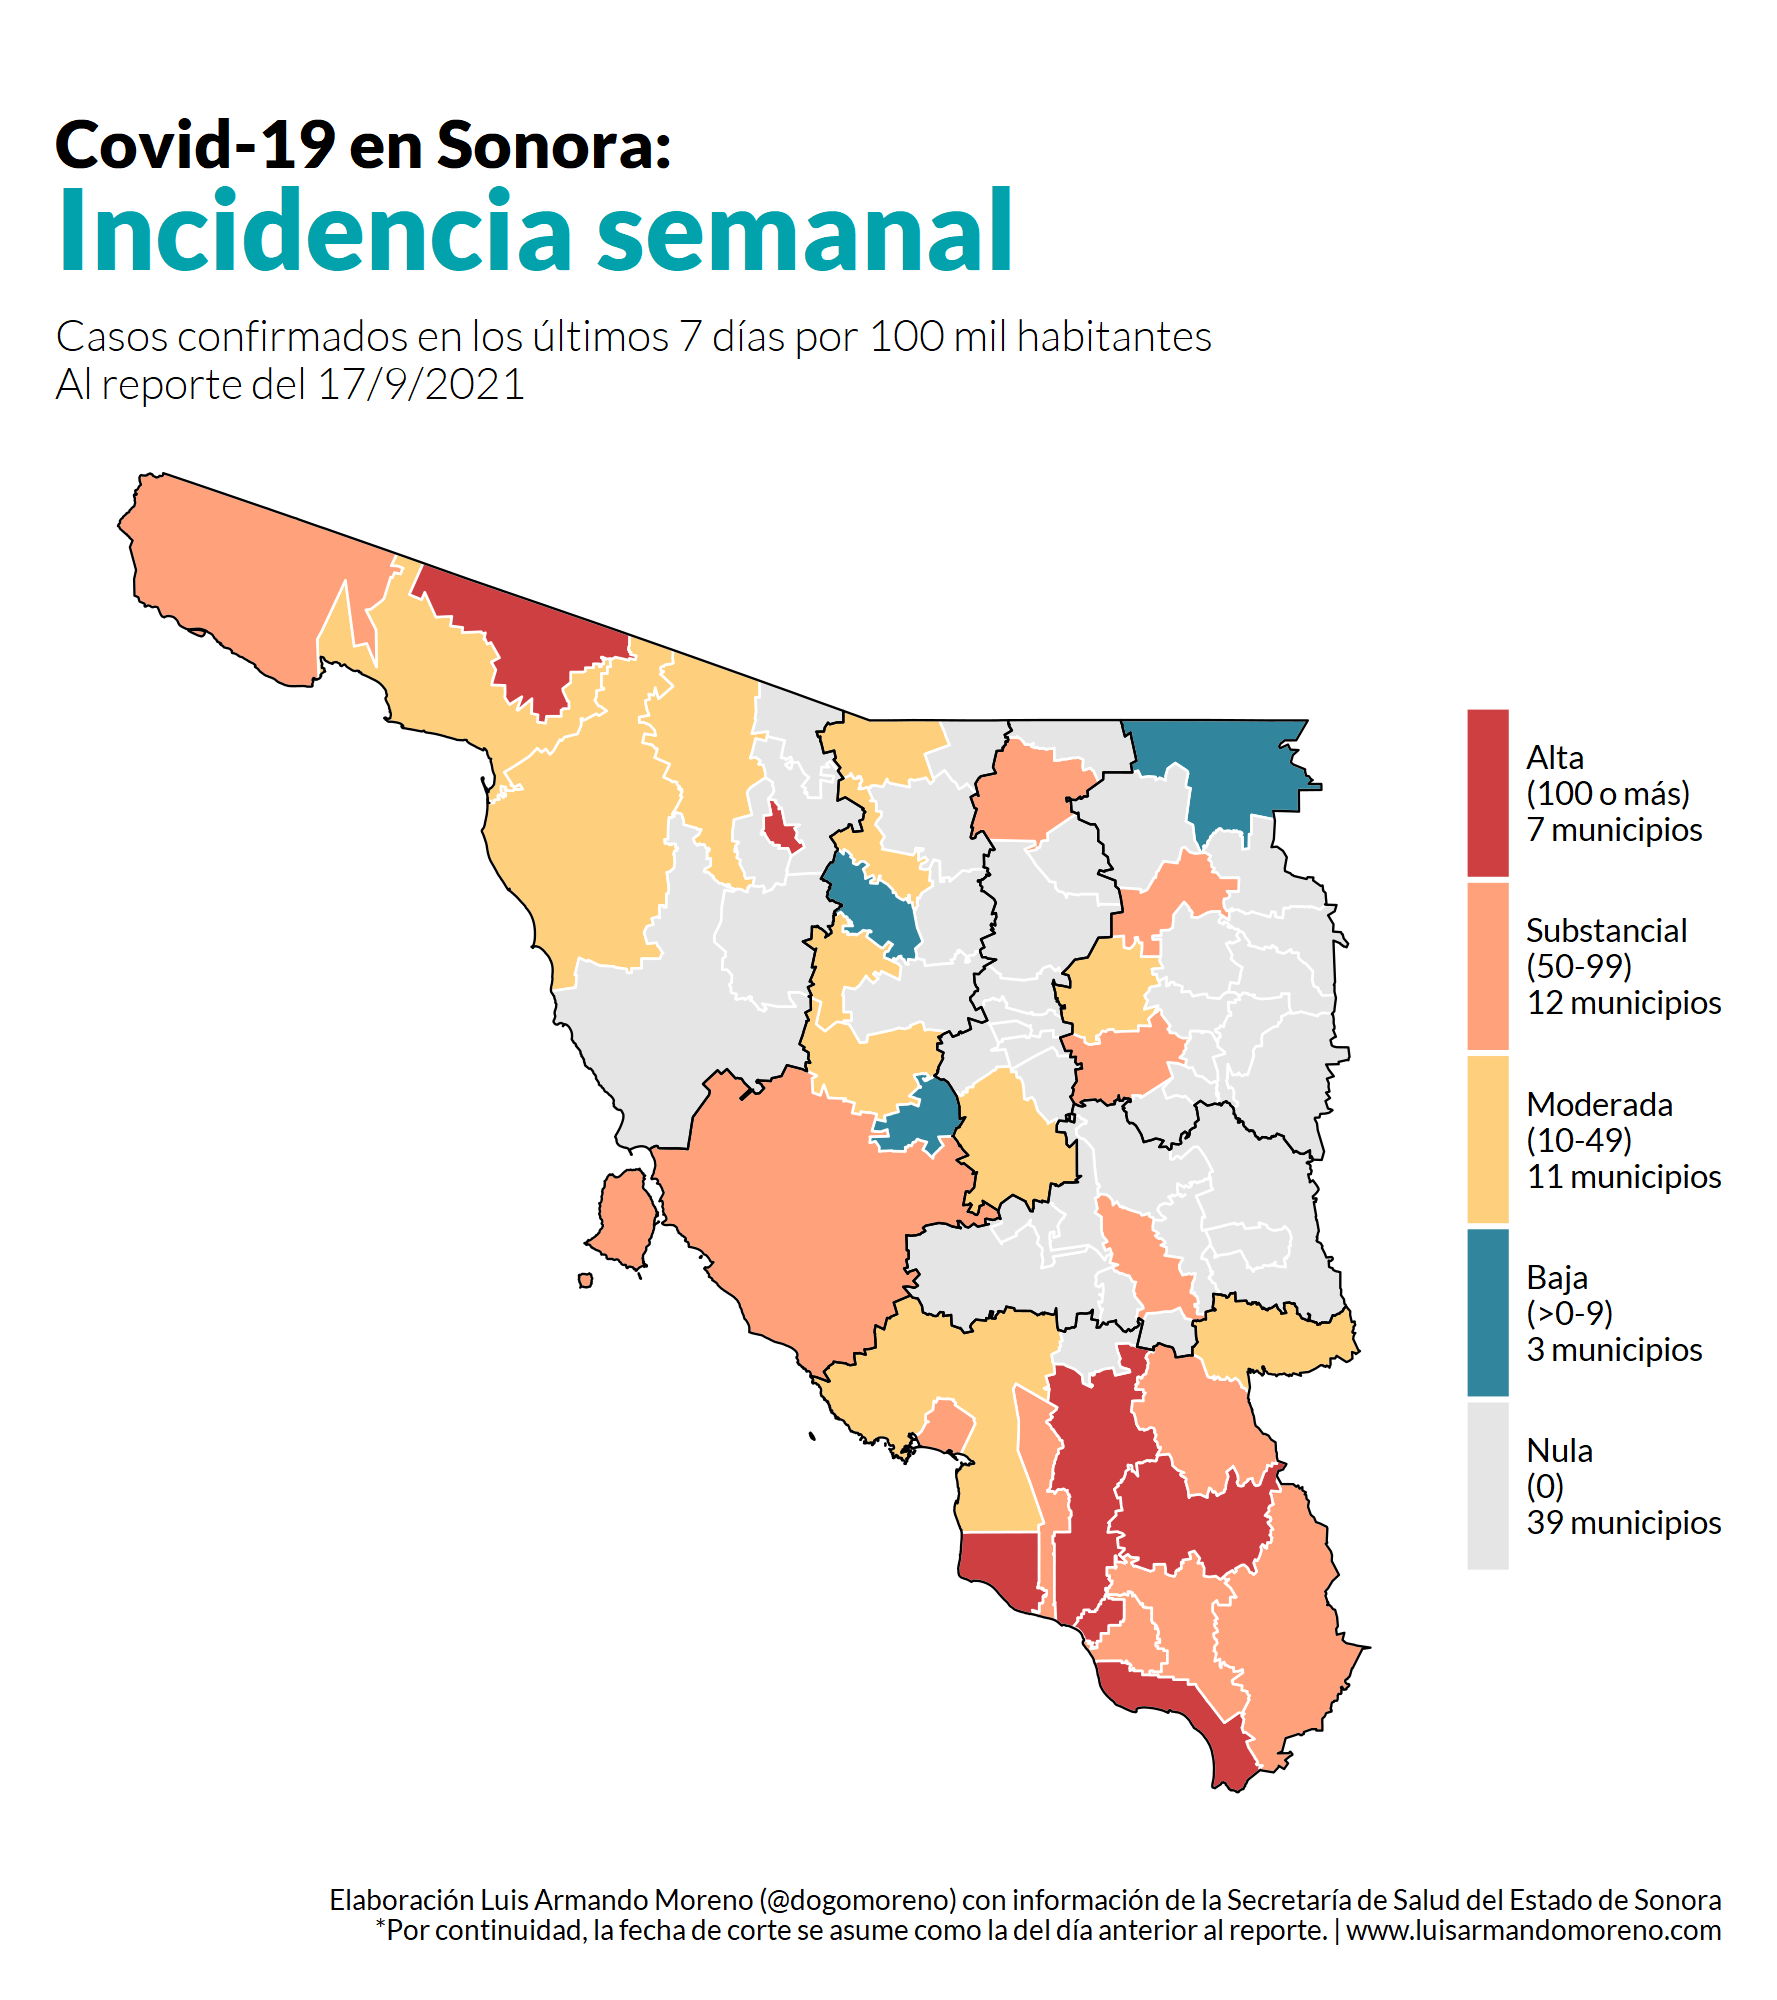 Covid-19 en Sonora:
Incidencia semanal
Casos confirmados en los últimos 7 días por 100 mil habitantes
Al reporte del 17/9/2021
Alta
(100 o más)
7 municipios
Substancial
(50-99)
12 municipios
Moderada
(10-49)
11 municipios
Baja
(>0-9)
3 municipios
Nula
(0)
39 municipios
Elaboración Luis Armando Moreno (@dogomoreno) con información de la Secretaría de Salud del Estado de Sonora
*Por continuidad, la fecha de corte se asume como la del día anterior al reporte. | www.luisarmandomoreno.com